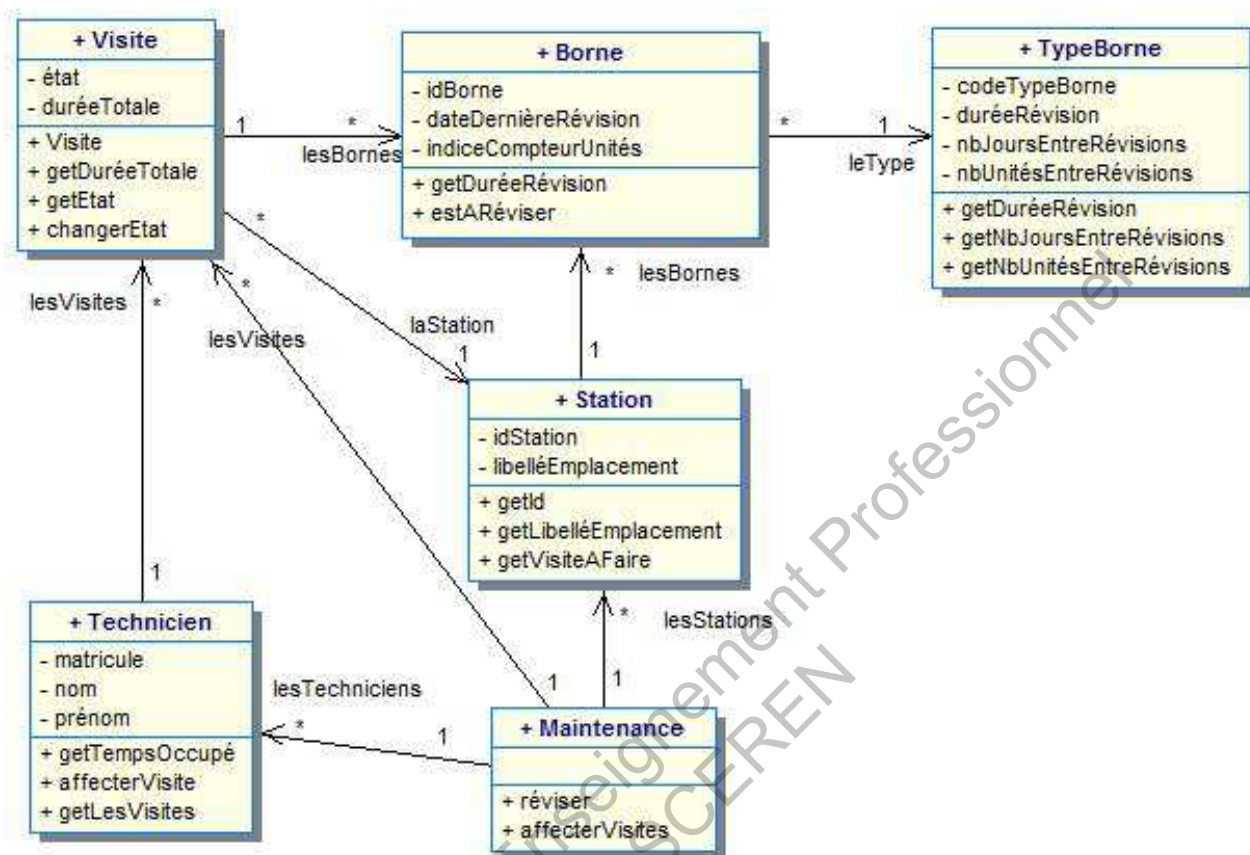 + Visite
- état
- duréeTotale
+ Visite
+ getDuréeTotale
+ getEtat
+ changerEtat
1
*
lesBornes
+ Borne
- idBorne
- dateDernièreRévision
- indiceCompteurUnités
+ getDuréeRévision
+ estARéviser
*
1
leType
+ TypeBorne
- codeTypeBorne
- duréeRévision
- nbJoursEntreRévisions
- nbUnitésEntreRévisions
+ getDuréeRévision
+ getNbJoursEntreRévisions
+ getNbUnitésEntreRévisions
*
laStation
1
lesVisites
*
*
lesVisites
* lesBornes
1
+ Station
- idStation
- libelléEmplacement
+ getId
+ getLibelléEmplacement
+ getVisiteAFaire
1
* lesStations
1
1
+ Technicien
- matricule
- nom
- prénom
+ getTempsOccupé
+ affecterVisite
+ getLesVisites
lesTechniciens
*
1
+ Maintenance
+ réviser
+ affecterVisites
nseignement Professionnel
SCEREN